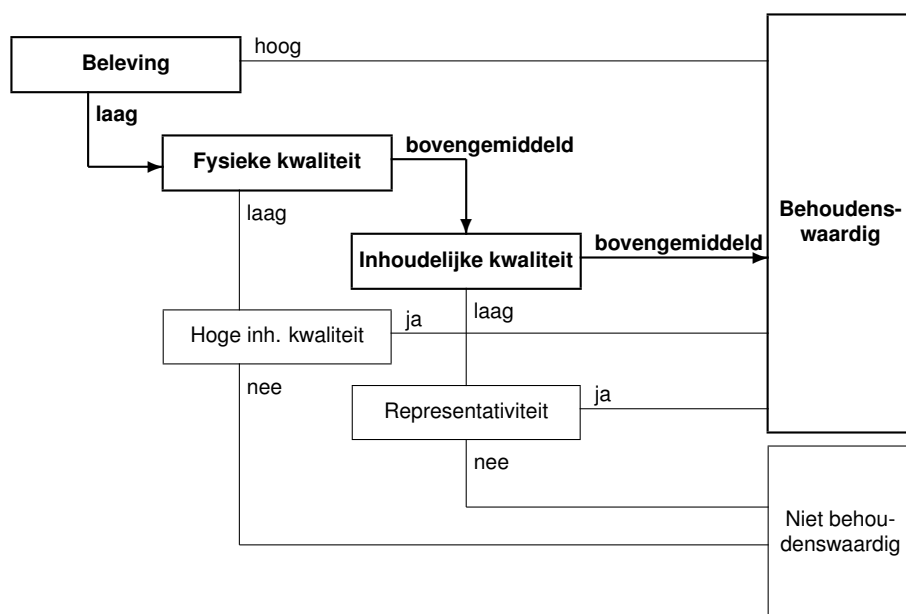 hoog
Beleving
laag
bovengemiddeld
Fysieke kwaliteit
laag
Behoudens-
waardig
bovengemiddeld
Inhoudelijke kwaliteit
laag
ja
Hoge inh. kwaliteit
nee
ja
Representativiteit
nee
Niet behou-
denswaardig